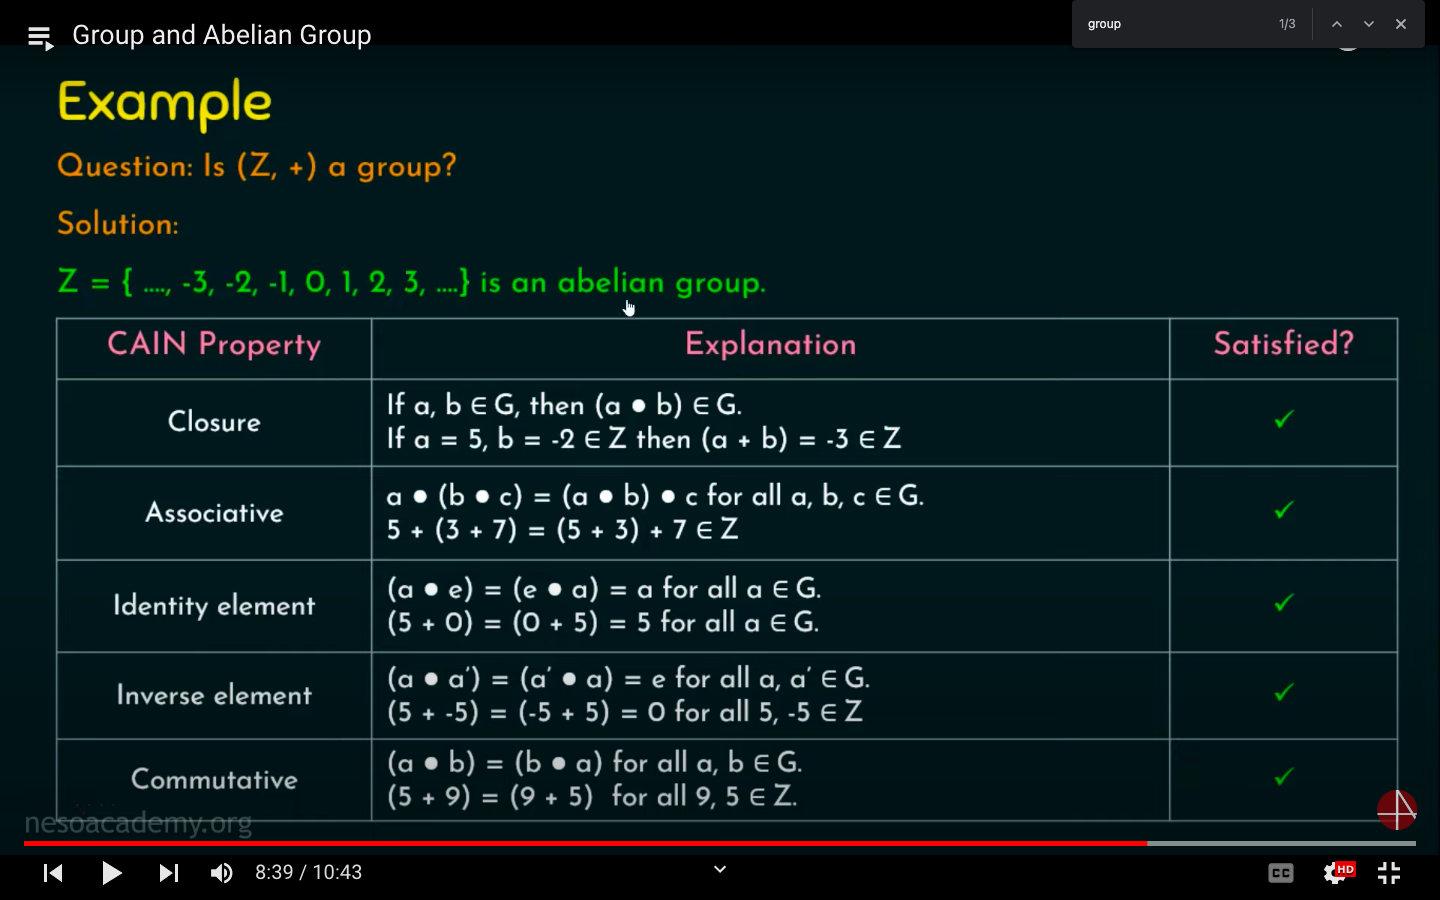 Group and Abelian Group
group
1/3
Example
Question: Is (Z, +) a group?
Solution:
Z = { ...., -3, -2, -1, 0, 1, 2, 3, ....} is an abelian group.
CAIN Property
Explanation
Satisfied?
Closure
If a, b ∈ G, then (a • b) ∈ G.
If a = 5, b = -2 ∈ Z then (a + b) = -3 ∈ Z
✓
Associative
a • (b • c) = (a • b) • c for all a, b, c ∈ G.
5 + (3 + 7) = (5 + 3) + 7 ∈ Z
✓
Identity element
(a • e) = (e • a) = a for all a ∈ G.
(5 + 0) = (0 + 5) = 5 for all a ∈ G.
✓
Inverse element
(a • a′) = (a′ • a) = e for all a, a′ ∈ G.
(5 + -5) = (-5 + 5) = 0 for all 5, -5 ∈ Z
✓
Commutative
(a • b) = (b • a) for all a, b ∈ G.
(5 + 9) = (9 + 5) for all 9, 5 ∈ Z.
✓
nesoacademy.org
8:39 / 10:43
CC
HD